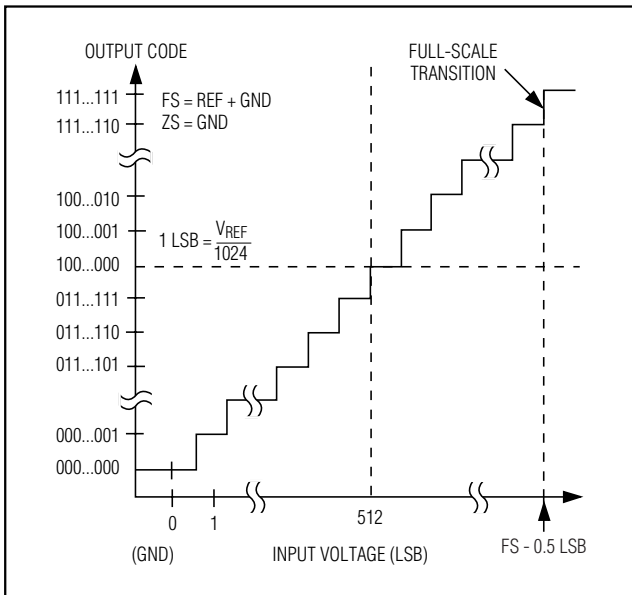 OUTPUT CODE
FULL-SCALE
TRANSITION
111...111
FS = REF + GND
111...110
ZS = GND
100...010
100...001
1 LSB = VREF
1024
100...000
011...111
011...110
011...101
000...001
000...000
0
1
512
(GND)
INPUT VOLTAGE (LSB)
FS - 0.5 LSB